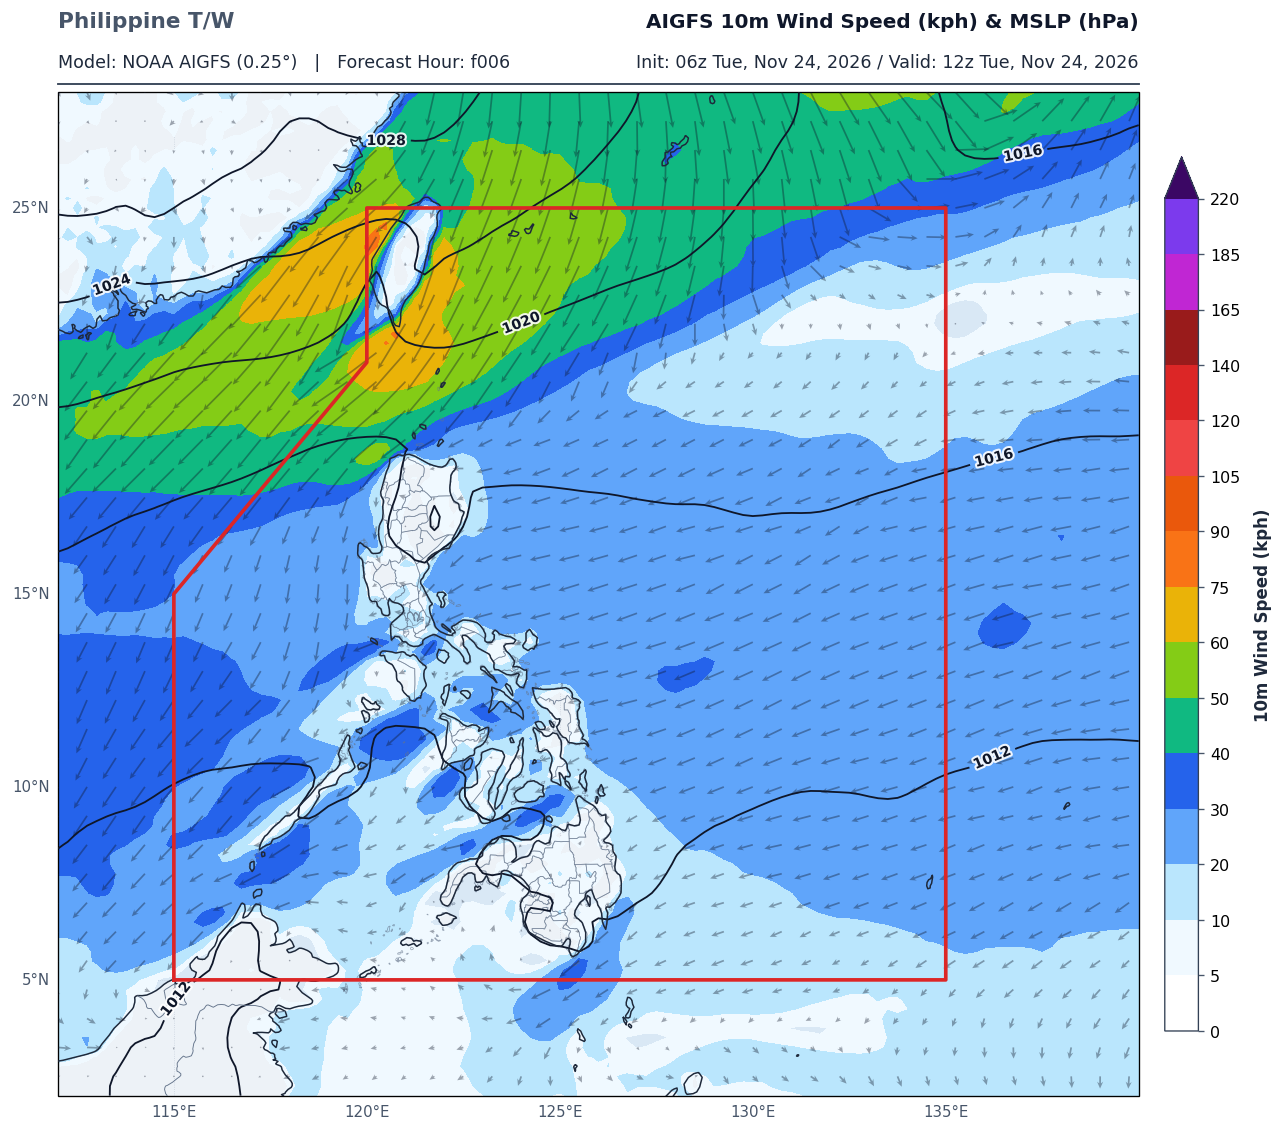 Philippine T/W
AIGFS 10m Wind Speed (kph) & MSLP (hPa)
Model: NOAA AIGFS (0.25°) | Forecast Hour: f006
Init: 06z Tue, Nov 24, 2026 / Valid: 12z Tue, Nov 24, 2026
1028
1016
25°N
1024
1020
20°N
1016
15°N
1012
10°N
5°N
1012
115°E
120°E
125°E
130°E
135°E
220
185
165
140
120
105
90
75
60
50
40
30
20
10
5
0
10m Wind Speed (kph)